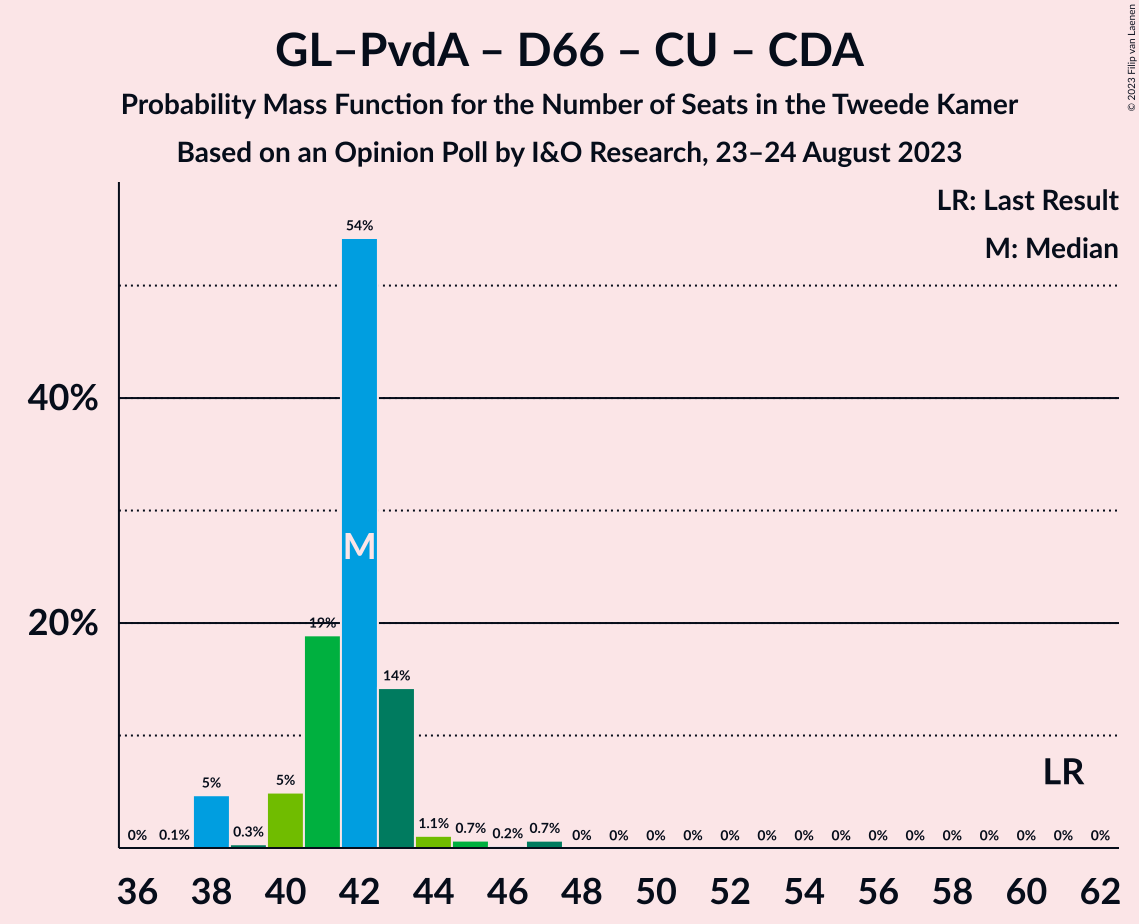 GL–PvdA – D66 – CU – CDA
Probability Mass Function for the Number of Seats in the Tweede Kamer
Based on an Opinion Poll by I&O Research, 23–24 August 2023
© 2023 Filip van Laenen
LR: Last Result
M: Median
54%
40%
M
20%
19%
14%
LR
5%
5%
0%
0.1%
0.3%
1.1%
0.7%
0.2%
0.7%
0% 0% 0% 0% 0% 0% 0% 0% 0% 0% 0% 0% 0% 0% 0%
36 38 40 42 44 46 48 50 52 54 56 58 60 62